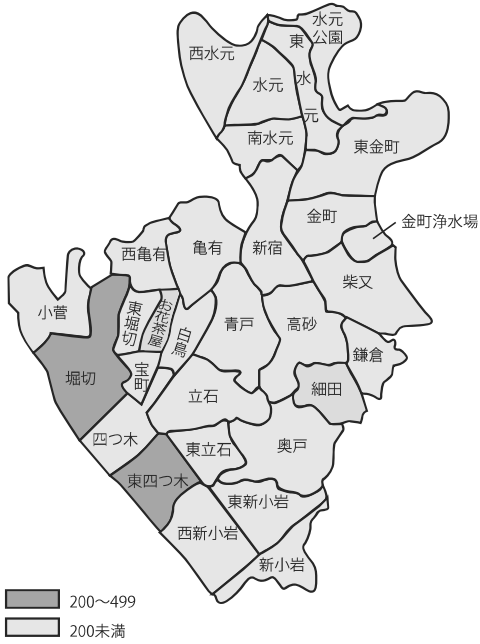 水元
公園
東
水
元
西水元
水元
南水元
東金町
金町
金町浄水場
新宿
柴又
西亀有
亀有
小菅
東
堀
切
お花茶屋
白鳥
青戸
高砂
鎌倉
堀切
宝
町
細田
立石
四つ木
東立石
奥戸
東四つ木
東新小岩
西新小岩
新小岩
200〜499
200未満